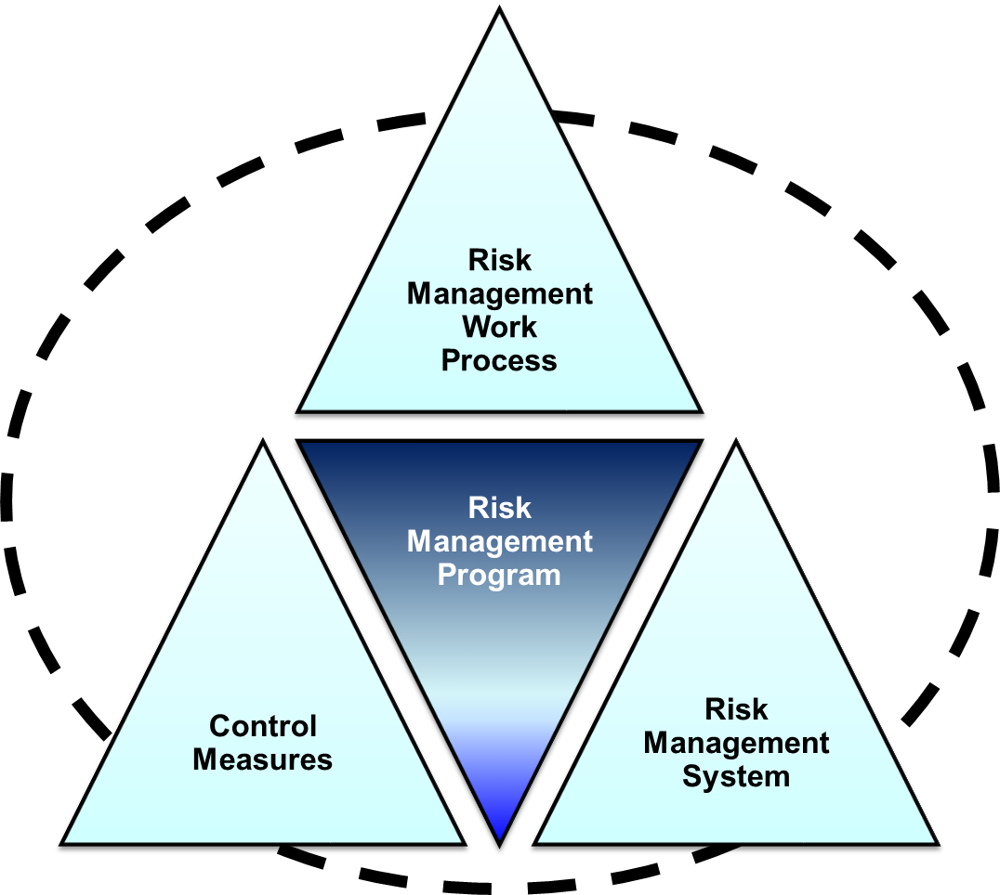 Risk
Management
Work
Process
Risk
Management
Program
Control
Measures
Risk
Management
System